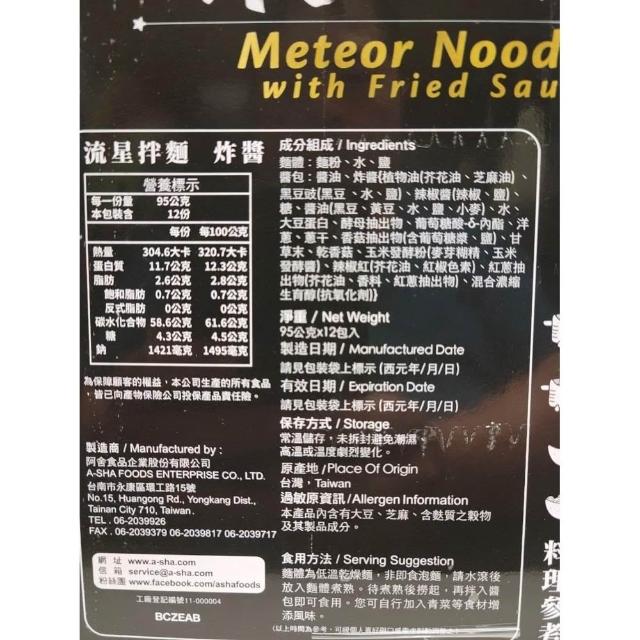 Meteor Nood
with Fried Sau
流星拌麵 炸醬
營養標示
每一份量 95公克
本包裝含 12份
每份 每100公克
熱量 304.6大卡 320.7大卡
蛋白質 11.7公克 12.3公克
脂肪 2.6公克 2.8公克
飽和脂肪 0.7公克 0.7公克
反式脂肪 0公克 0公克
碳水化合物 58.6公克 61.6公克
糖 4.3公克 4.5公克
鈉 1421毫克 1495毫克
為保障顧客的權益，本公司生產的所有食品
皆已向產物保險公司投保產品責任險。
製造商 / Manufactured by :
阿舍食品企業股份有限公司
A-SHA FOODS ENTERPRISE CO., LTD.
台南市永康區環工路15號
No.15, Huangong Rd., Yongkang Dist.,
Tainan City 710, Taiwan.
TEL . 06-2039926
FAX . 06-2039379 06-2039817 06-2039717
網 址 www.a-sha.com
信 箱 service@a-sha.com
粉絲團 www.facebook.com/ashafoods
工廠登記編號11-000004
BCZEAB
成分組成 / Ingredients
麵體：麵粉、水、鹽
醬包：醬油、炸醬{植物油(芥花油、芝麻油)、
黑豆豉(黑豆、水、鹽)、辣椒醬(辣椒、鹽)、
糖、醬油(黑豆、黃豆、水、鹽、小麥)、水、
大豆蛋白、酵母抽出物、葡萄糖酸-δ-內酯、洋
蔥、蔥干、香菇抽出物(含葡萄糖漿、鹽)、甘
草末、乾香菇、玉米發酵粉(麥芽糊精、玉米
發酵醬)、辣椒紅(芥花油、紅椒色素)、紅蔥抽
出物(芥花油、香料、紅蔥抽出物)、混合濃縮
生育醇(抗氧化劑)}
淨重 / Net Weight
95公克x12包入
製造日期 / Manufactured Date
請見包裝袋上標示 (西元年/月/日)
有效日期 / Expiration Date
請見包裝袋上標示 (西元年/月/日)
保存方式 / Storage
常溫儲存，未拆封避免潮濕、
高溫或溫度劇烈變化。
原產地 / Place Of Origin
台灣，Taiwan
過敏原資訊 / Allergen Information
本產品內含有大豆、芝麻、含麩質之穀物
及其製品成分。
食用方法 / Serving Suggestion
麵體為低溫乾燥麵，非即食泡麵，請水滾後
放入麵體煮熟。待煮熟後撈起，再拌入醬
包即可食用。您可自行加入青菜等食材增
添風味。
料理參考